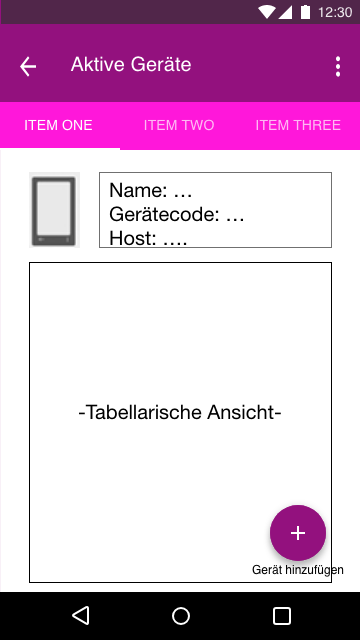 12:30
Aktive Geräte
ITEM ONE ITEM TWO ITEM THREE
Name: …
Gerätecode: …
Host: ….
-Tabellarische Ansicht-
Gerät hinzufügen